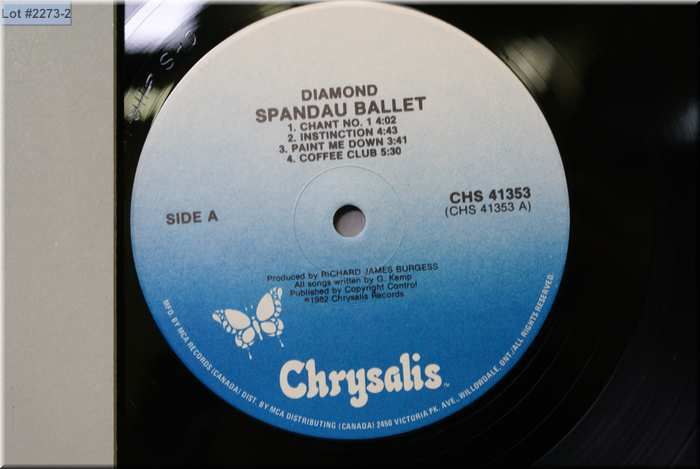 Lot #2273-2
DIAMOND
SPANDAU BALLET
1. CHANT NO. 1 4:02
2. INSTINCTION 4:43
3. PAINT ME DOWN 3:41
4. COFFEE CLUB 5:30
SIDE A
CHS 41353
(CHS 41353 A)
Produced by RICHARD JAMES BURGESS
All songs written by G. Kemp
Published by Copyright Control
℗1982 Chrysalis Records
Chrysalis
MFD. BY MCA RECORDS (CANADA) DIST. BY MCA DISTRIBUTING (CANADA) 2450 VICTORIA PK. AVE., WILLOWDALE, ONT./ALL RIGHTS RESERVED.